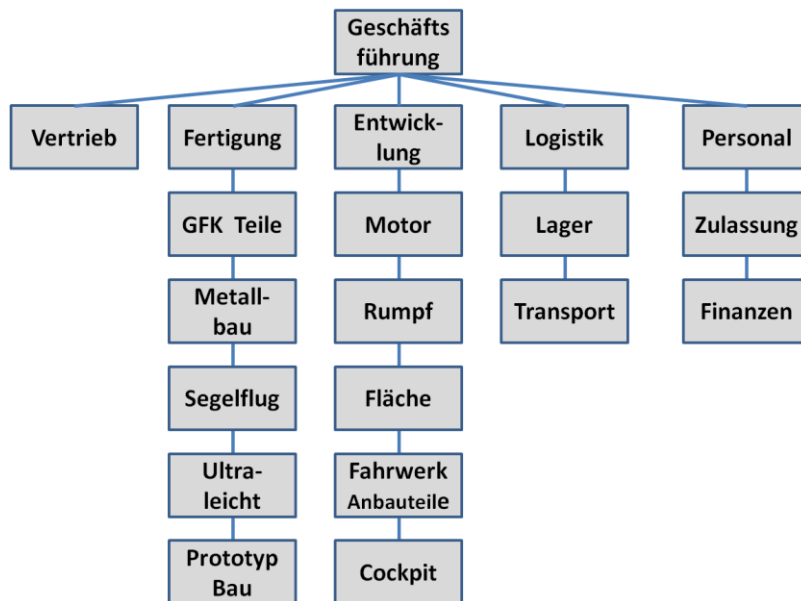 Geschäfts
führung
Vertrieb
Fertigung
Entwick-
lung
Logistik
Personal
GFK Teile
Motor
Lager
Zulassung
Metall-
bau
Rumpf
Transport
Finanzen
Segelflug
Fläche
Ultra-
leicht
Fahrwerk
Anbauteile
Prototyp
Bau
Cockpit